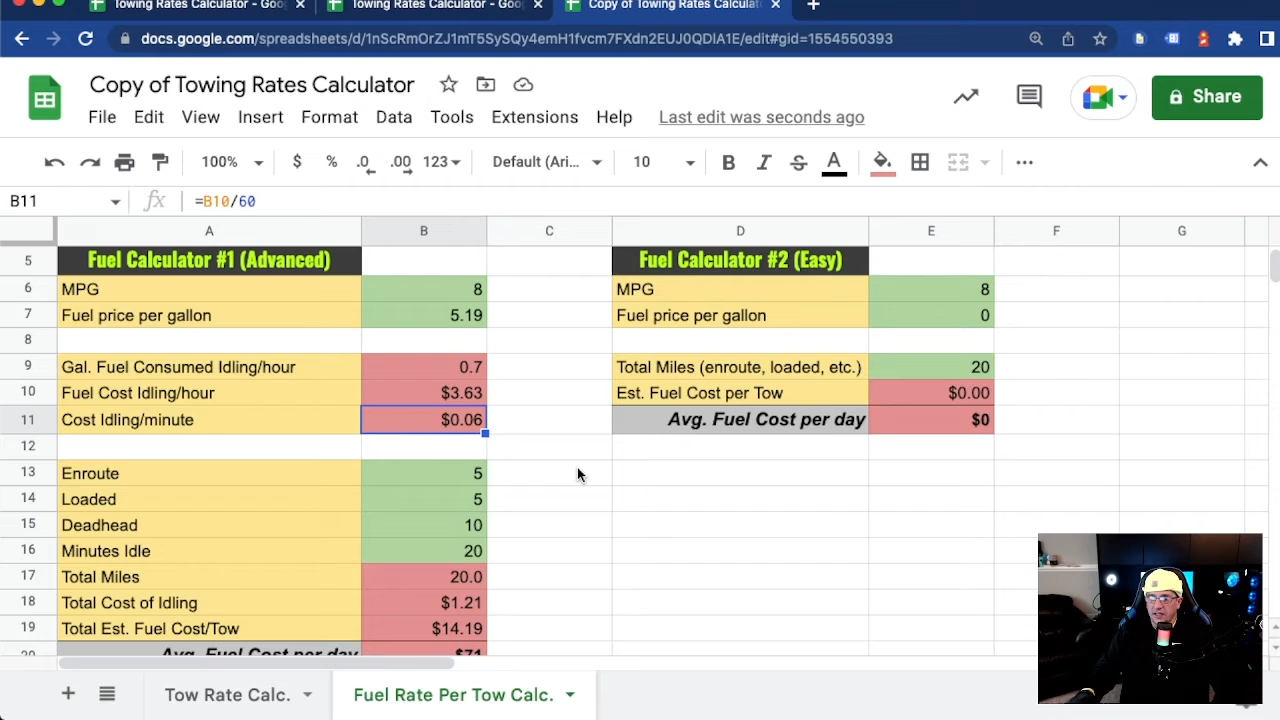 Towing Rates Calculator - Goo
Towing Rates Calculator - Goo
Copy of Towing Rates Calculat
docs.google.com/spreadsheets/d/1nScRmOrZJ1mT5SySQy4emH1fvcm7FXdn2EUJ0QDIA1E/edit#gid=1554550393
Copy of Towing Rates Calculator
Share
File Edit View Insert Format Data Tools Extensions Help Last edit was seconds ago
100% $ % .0 .00 123 Default (Ari... 10 B I S A
B11 fx =B10/60
A B C D E F G
5 Fuel Calculator #1 (Advanced) Fuel Calculator #2 (Easy)
6 MPG 8 MPG 8
7 Fuel price per gallon 5.19 Fuel price per gallon 0
8
9 Gal. Fuel Consumed Idling/hour 0.7 Total Miles (enroute, loaded, etc.) 20
10 Fuel Cost Idling/hour $3.63 Est. Fuel Cost per Tow $0.00
11 Cost Idling/minute $0.06 Avg. Fuel Cost per day $0
12
13 Enroute 5
14 Loaded 5
15 Deadhead 10
16 Minutes Idle 20
17 Total Miles 20.0
18 Total Cost of Idling $1.21
19 Total Est. Fuel Cost/Tow $14.19
20 Avg. Fuel Cost per day $71
Tow Rate Calc. Fuel Rate Per Tow Calc.